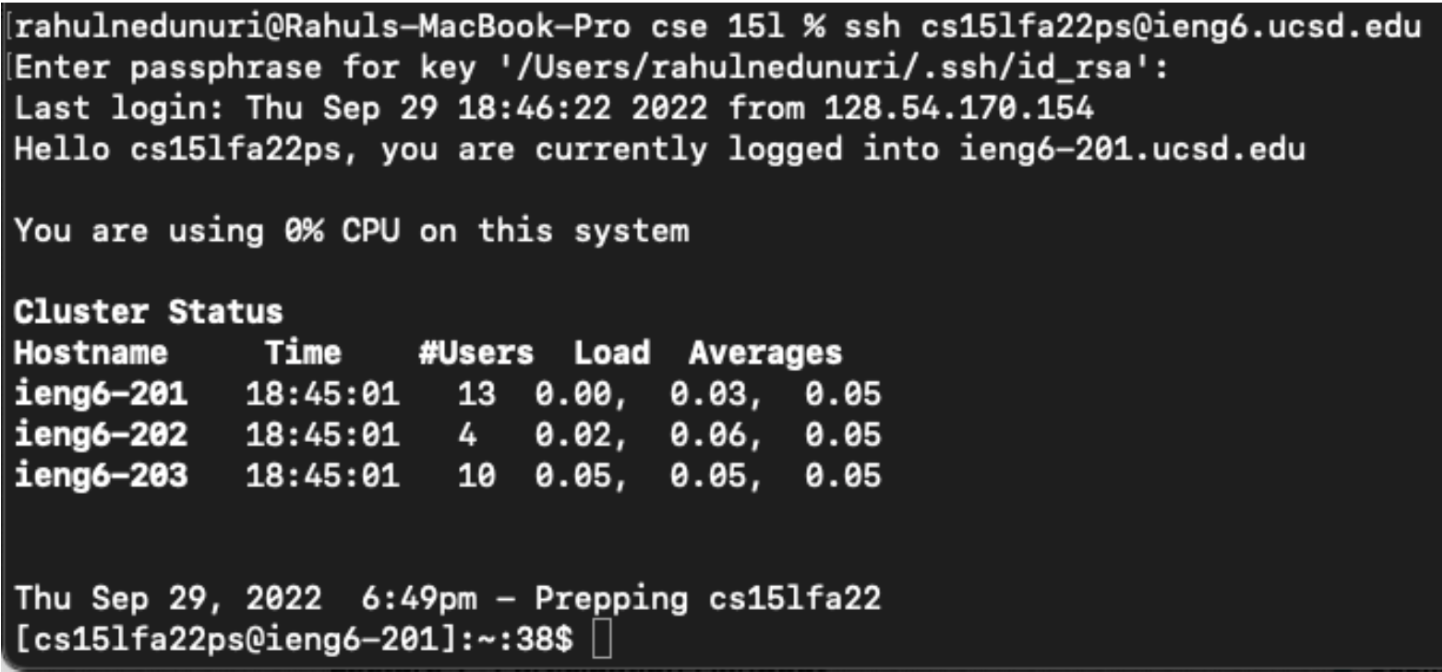 [rahulnedunuri@Rahuls-MacBook-Pro cse 15l % ssh cs15lfa22ps@ieng6.ucsd.edu
[Enter passphrase for key '/Users/rahulnedunuri/.ssh/id_rsa':
Last login: Thu Sep 29 18:46:22 2022 from 128.54.170.154
Hello cs15lfa22ps, you are currently logged into ieng6-201.ucsd.edu
You are using 0% CPU on this system
Cluster Status
Hostname     Time    #Users  Load  Averages
ieng6-201   18:45:01   13  0.00,  0.03,  0.05
ieng6-202   18:45:01   4   0.02,  0.06,  0.05
ieng6-203   18:45:01   10  0.05,  0.05,  0.05
Thu Sep 29, 2022  6:49pm - Prepping cs15lfa22
[cs15lfa22ps@ieng6-201]:~:38$